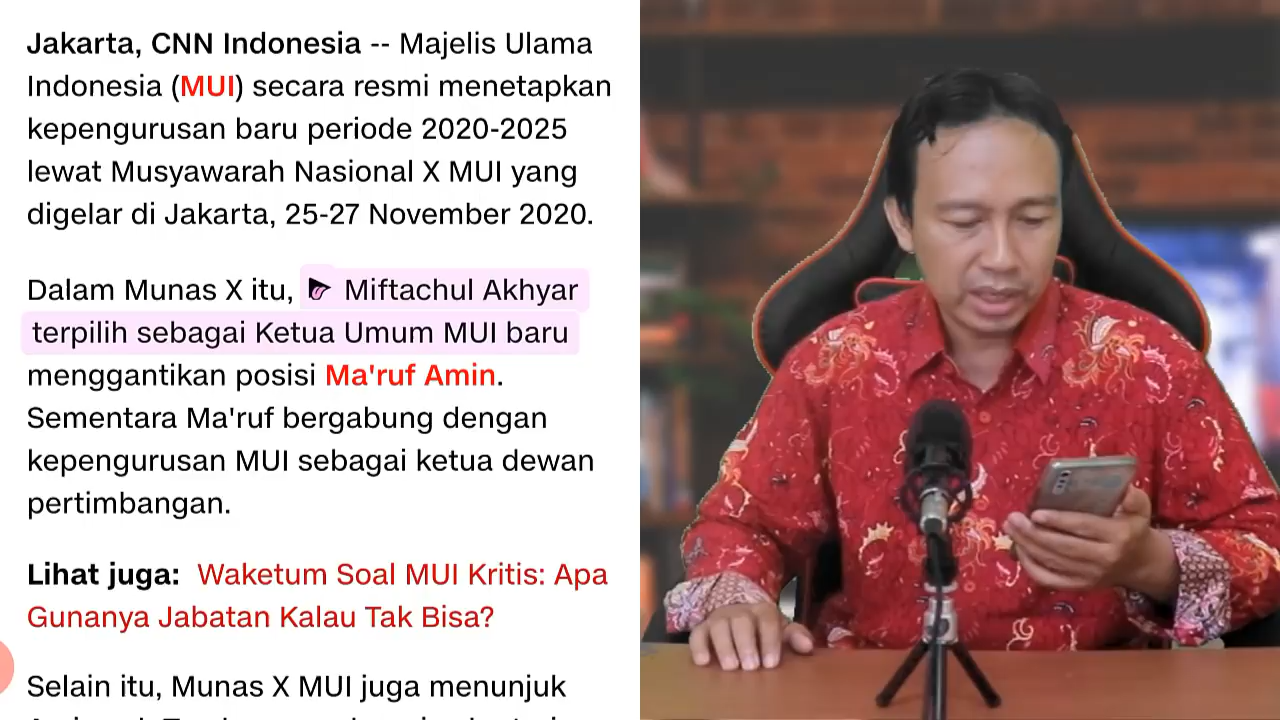 Jakarta, CNN Indonesia -- Majelis Ulama
Indonesia (MUI) secara resmi menetapkan
kepengurusan baru periode 2020-2025
lewat Musyawarah Nasional X MUI yang
digelar di Jakarta, 25-27 November 2020.
Dalam Munas X itu, Miftachul Akhyar
terpilih sebagai Ketua Umum MUI baru
menggantikan posisi Ma'ruf Amin.
Sementara Ma'ruf bergabung dengan
kepengurusan MUI sebagai ketua dewan
pertimbangan.
Lihat juga: Waketum Soal MUI Kritis: Apa
Gunanya Jabatan Kalau Tak Bisa?
Selain itu, Munas X MUI juga menunjuk